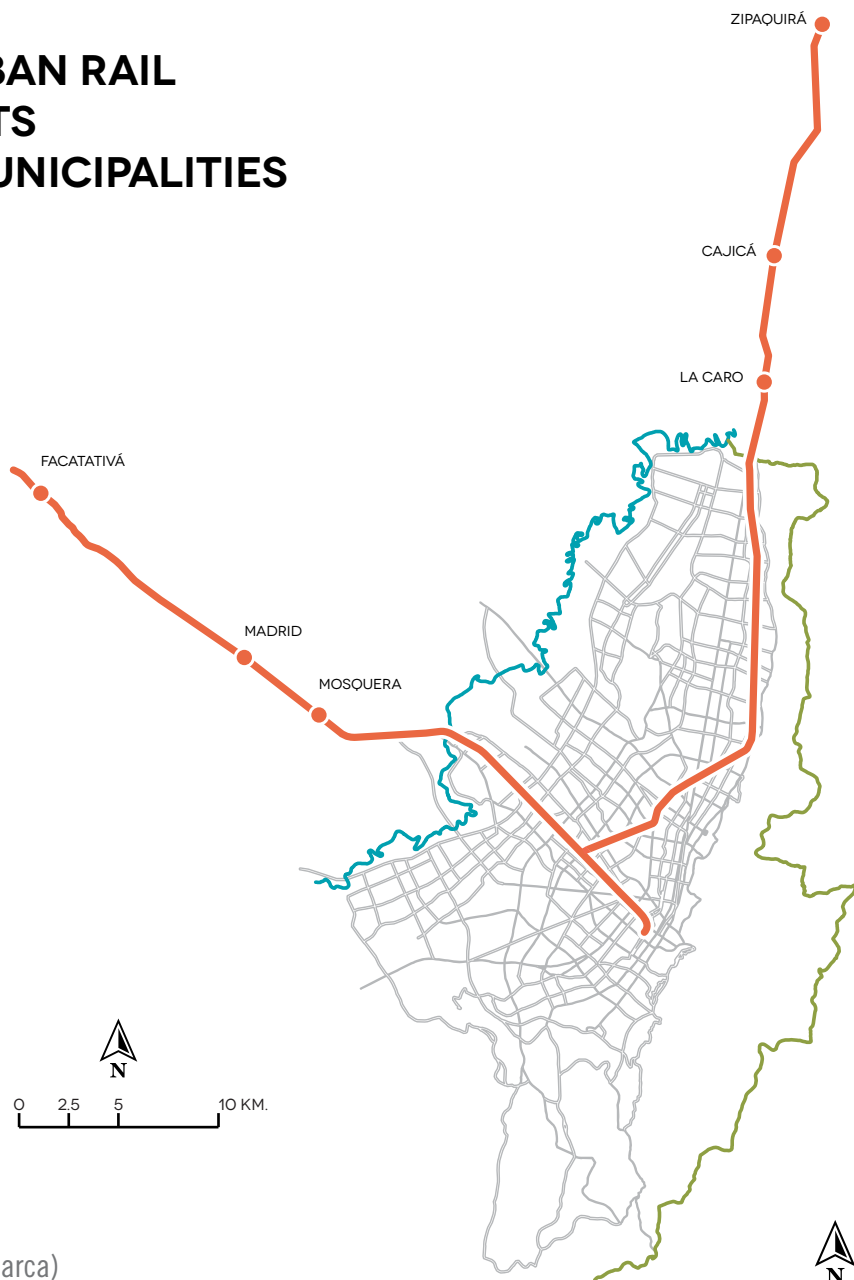 ZIPAQUIRÁ
BAN RAIL
TS
UNICIPALITIES
CAJICÁ
LA CARO
FACATATIVÁ
MADRID
MOSQUERA
N
0 2.5 5 10 KM.
arca)
N